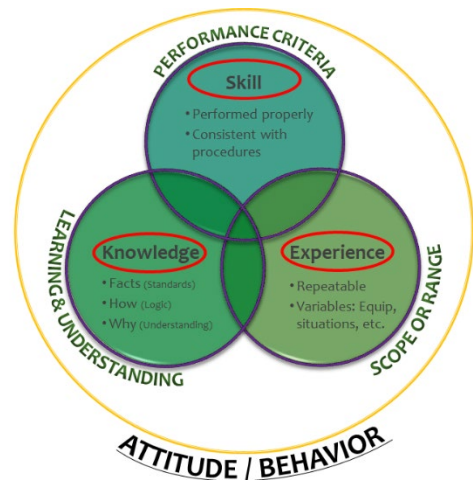 PERFORMANCE CRITERIA
Skill
• Performed properly
• Consistent with
procedures
LEARNING & UNDERSTANDING
Knowledge
• Facts (Standards)
• How (Logic)
• Why (Understanding)
Experience
• Repeatable
• Variables: Equip,
situations, etc.
SCOPE OR RANGE
ATTITUDE / BEHAVIOR